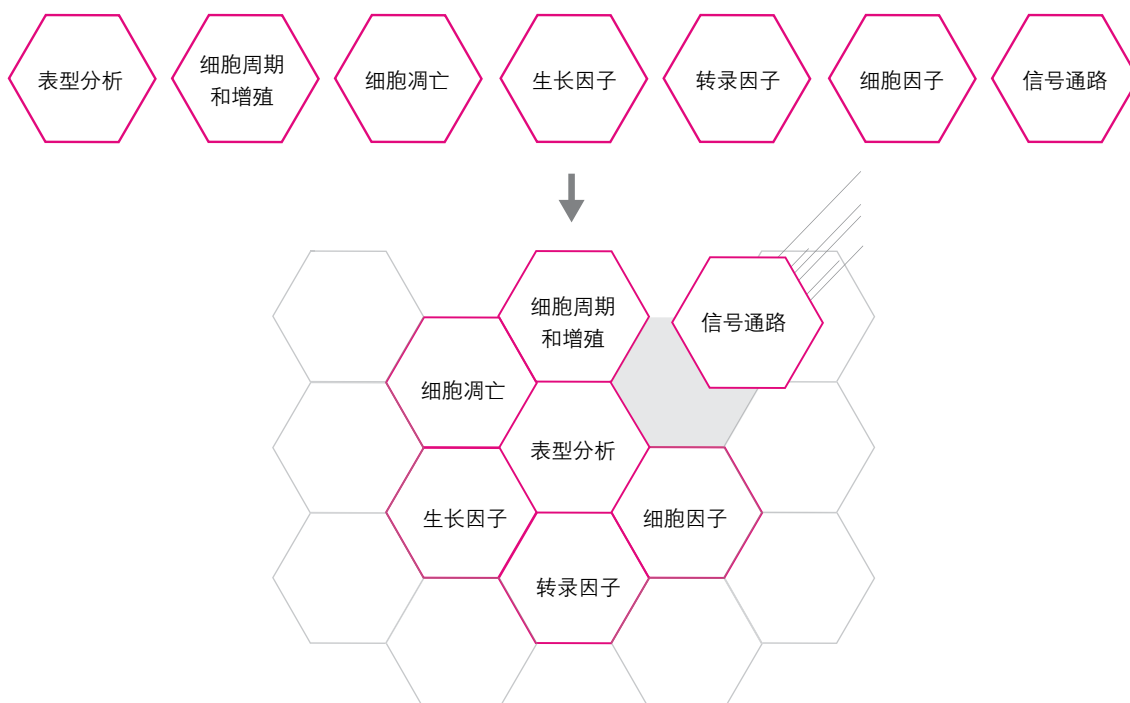 表型分析
细胞周期
和增殖
细胞凋亡
生长因子
转录因子
细胞因子
信号通路
细胞周期
和增殖
信号通路
细胞凋亡
表型分析
生长因子
细胞因子
转录因子